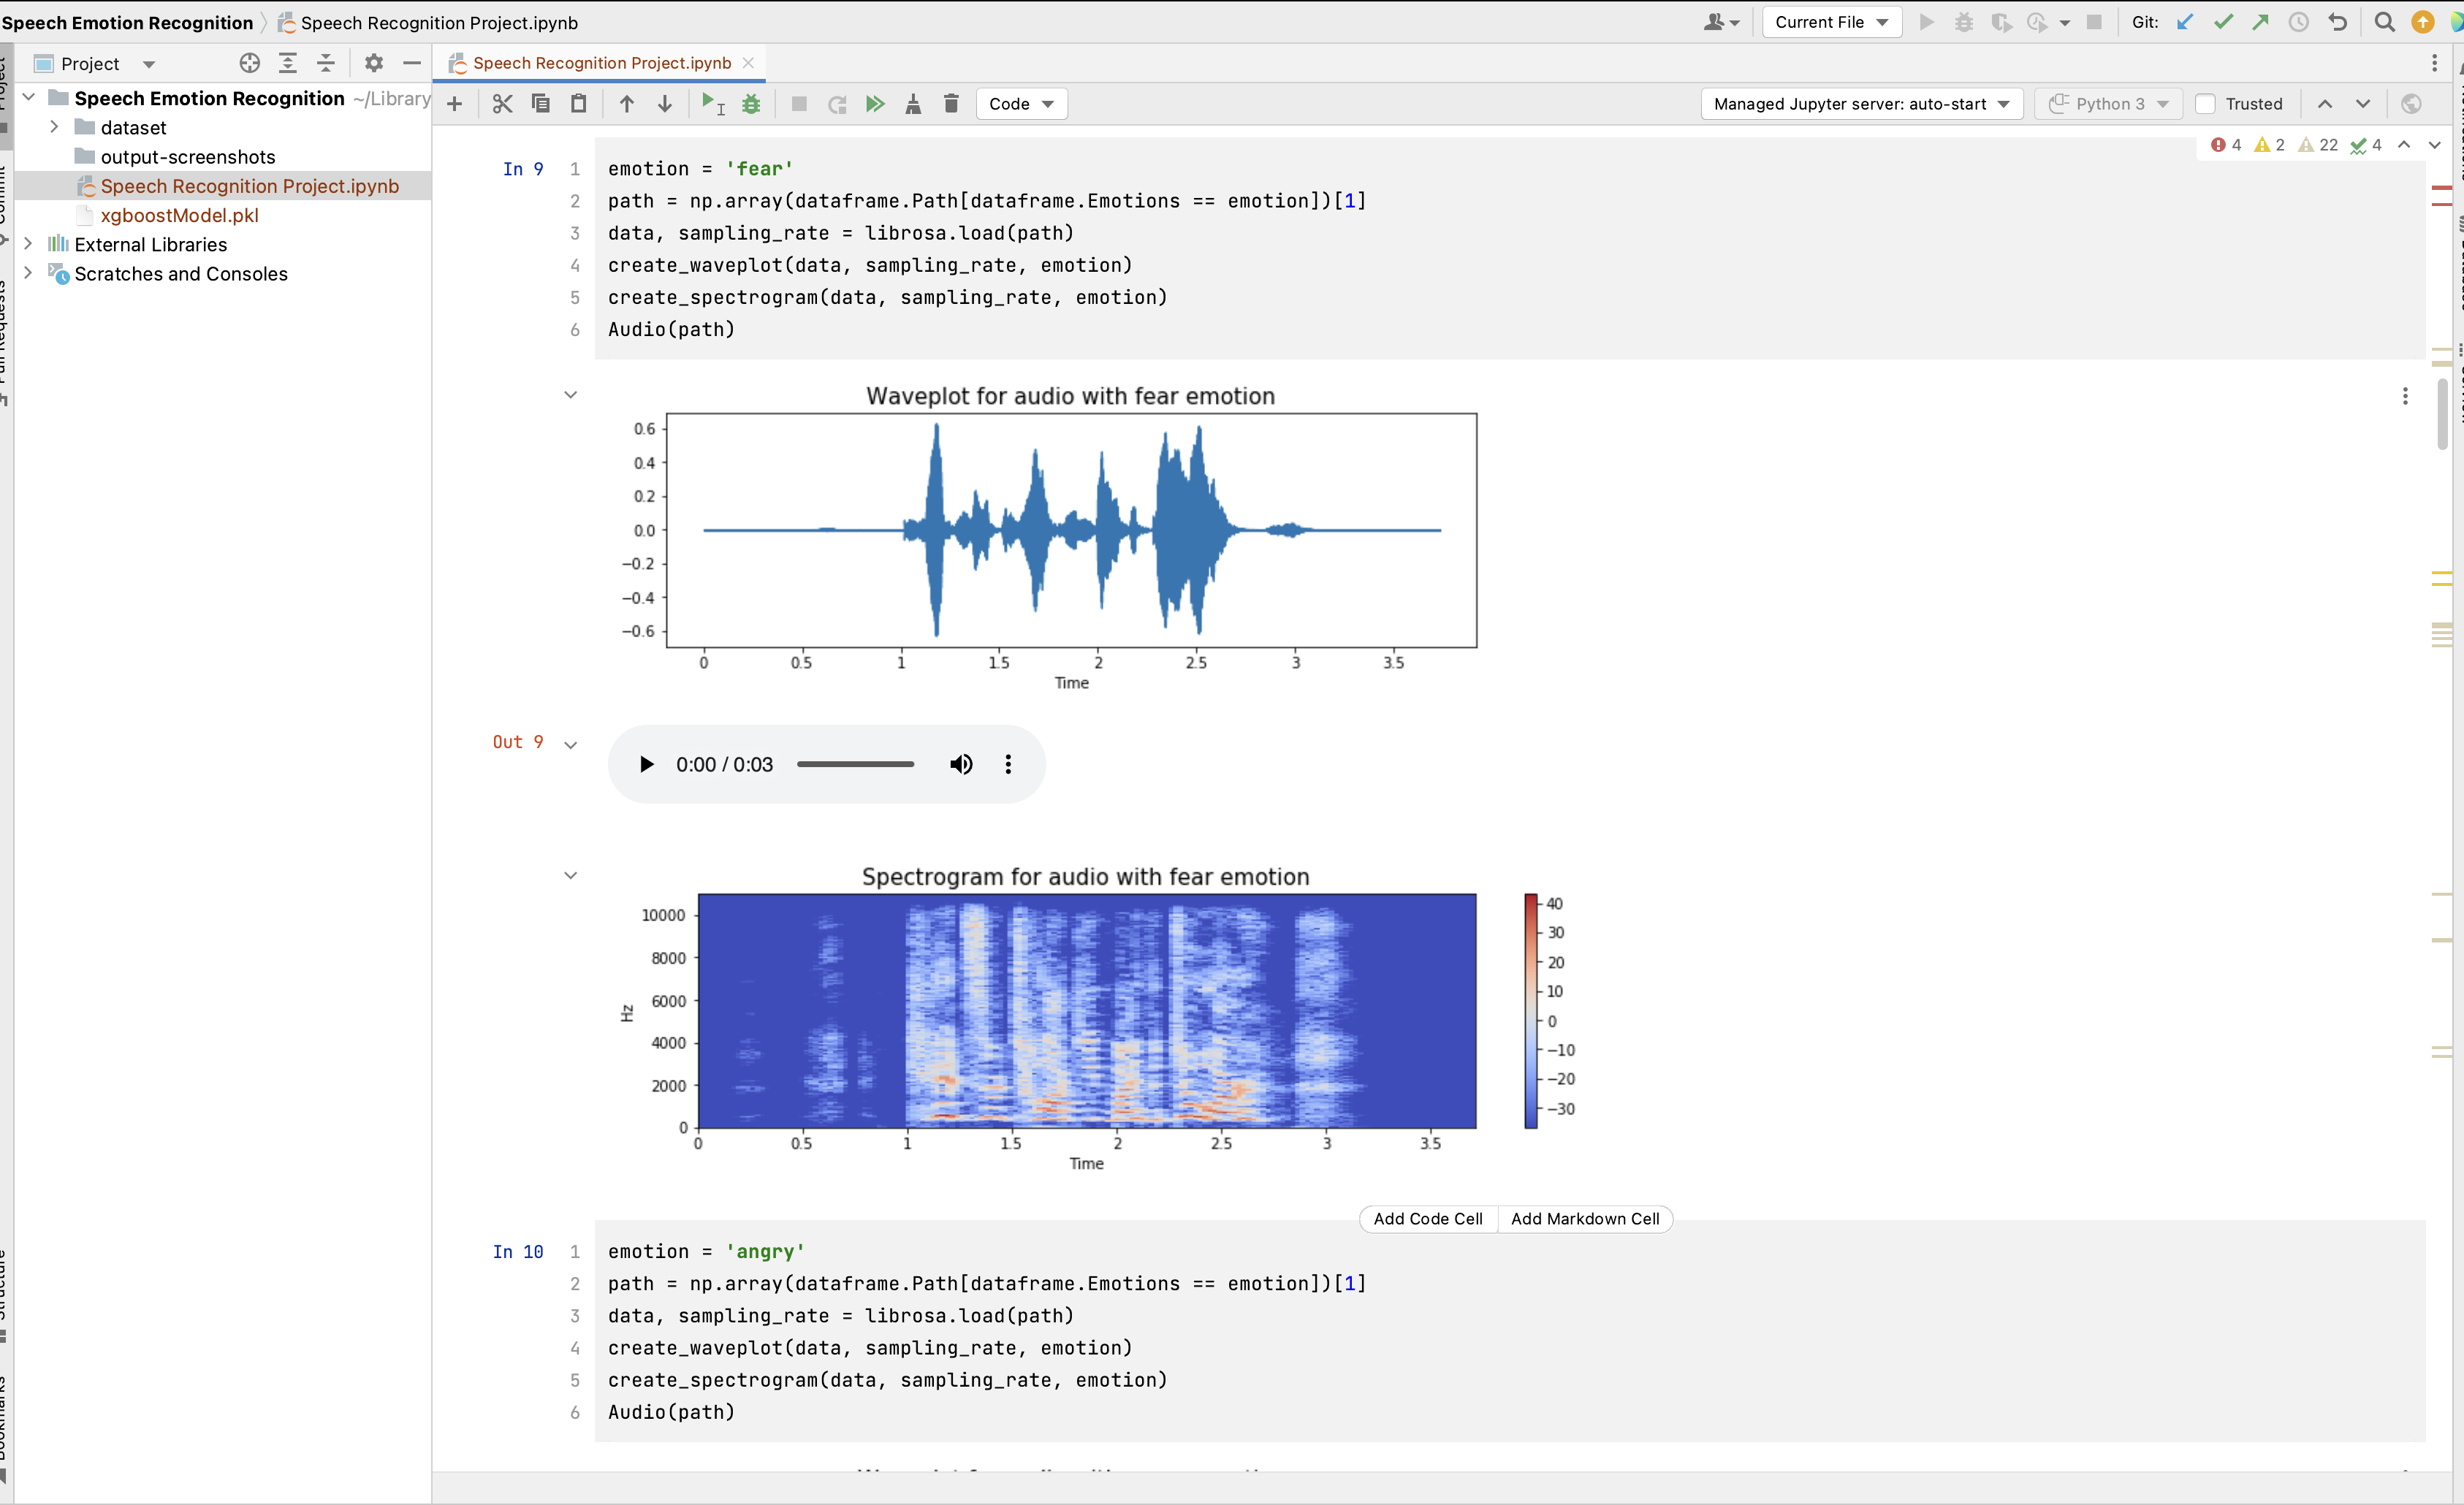 Speech Emotion Recognition Speech Recognition Project.ipynb Current File Git:
Project Speech Recognition Project.ipynb
Speech Emotion Recognition ~/Library
dataset
output-screenshots
Speech Recognition Project.ipynb
xgboostModel.pkl
External Libraries
Scratches and Consoles
Commit
Pull Requests
Structure
Bookmarks
Code Managed Jupyter server: auto-start Python 3 Trusted
4 2 22 4
In 9 1 emotion = 'fear'
2 path = np.array(dataframe.Path[dataframe.Emotions == emotion])[1]
3 data, sampling_rate = librosa.load(path)
4 create_waveplot(data, sampling_rate, emotion)
5 create_spectrogram(data, sampling_rate, emotion)
6 Audio(path)
Waveplot for audio with fear emotion
0.6
0.4
0.2
0.0
−0.2
−0.4
−0.6
0 0.5 1 1.5 2 2.5 3 3.5
Time
Out 9 0:00 / 0:03
Spectrogram for audio with fear emotion
10000
8000
6000
4000
2000
0
Hz
0 0.5 1 1.5 2 2.5 3 3.5
Time
40
30
20
10
0
−10
−20
−30
Add Code Cell Add Markdown Cell
In 10 1 emotion = 'angry'
2 path = np.array(dataframe.Path[dataframe.Emotions == emotion])[1]
3 data, sampling_rate = librosa.load(path)
4 create_waveplot(data, sampling_rate, emotion)
5 create_spectrogram(data, sampling_rate, emotion)
6 Audio(path)